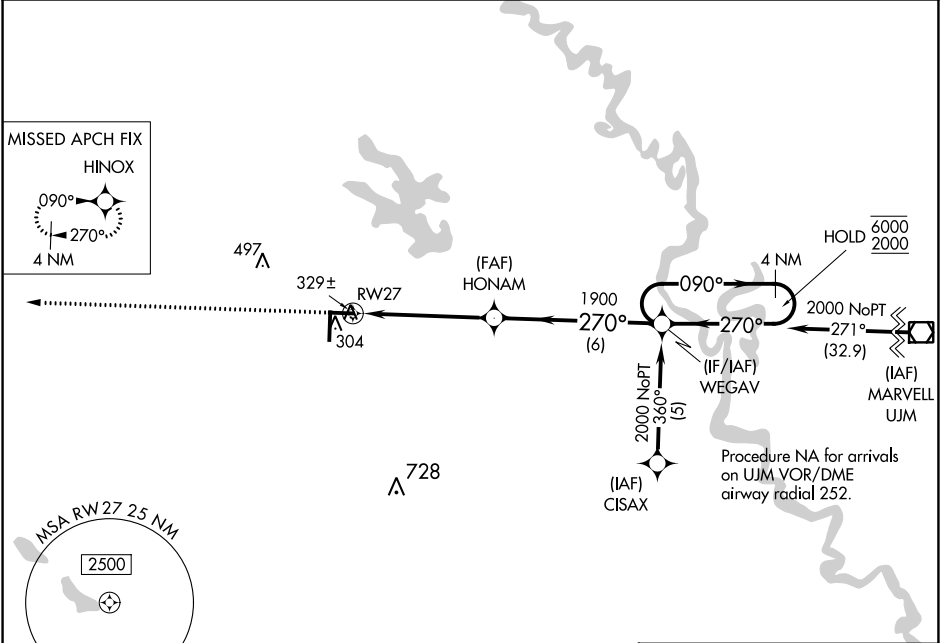 MISSED APCH FIX
HINOX
090°
270°
4 NM
497
329±
RW27
304
(FAF)
HONAM
1900
270°
(6)
090°
4 NM
270°
HOLD 6000
2000
2000 NoPT
271°
(32.9)
(IAF)
MARVELL
UJM
(IF/IAF)
WEGAV
2000 NoPT
360°
(5)
(IAF)
CISAX
Procedure NA for arrivals
on UJM VOR/DME
airway radial 252.
728
MSA RW27 25 NM
2500